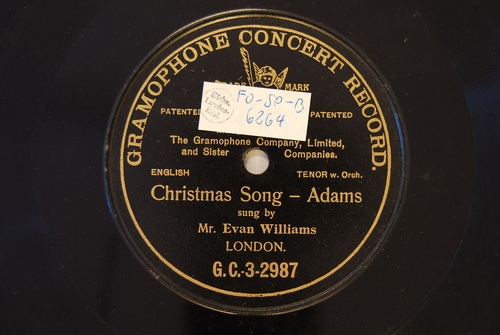 GRAMOPHONE CONCERT RECORD.
TRADE MARK
FO-SP-B
6264
PATENTED PATENTED
The Gramophone Company, Limited,
and Sister Companies.
ENGLISH TENOR w. Orch.
Christmas Song – Adams
sung by
Mr. Evan Williams
LONDON.
G.C.-3-2987